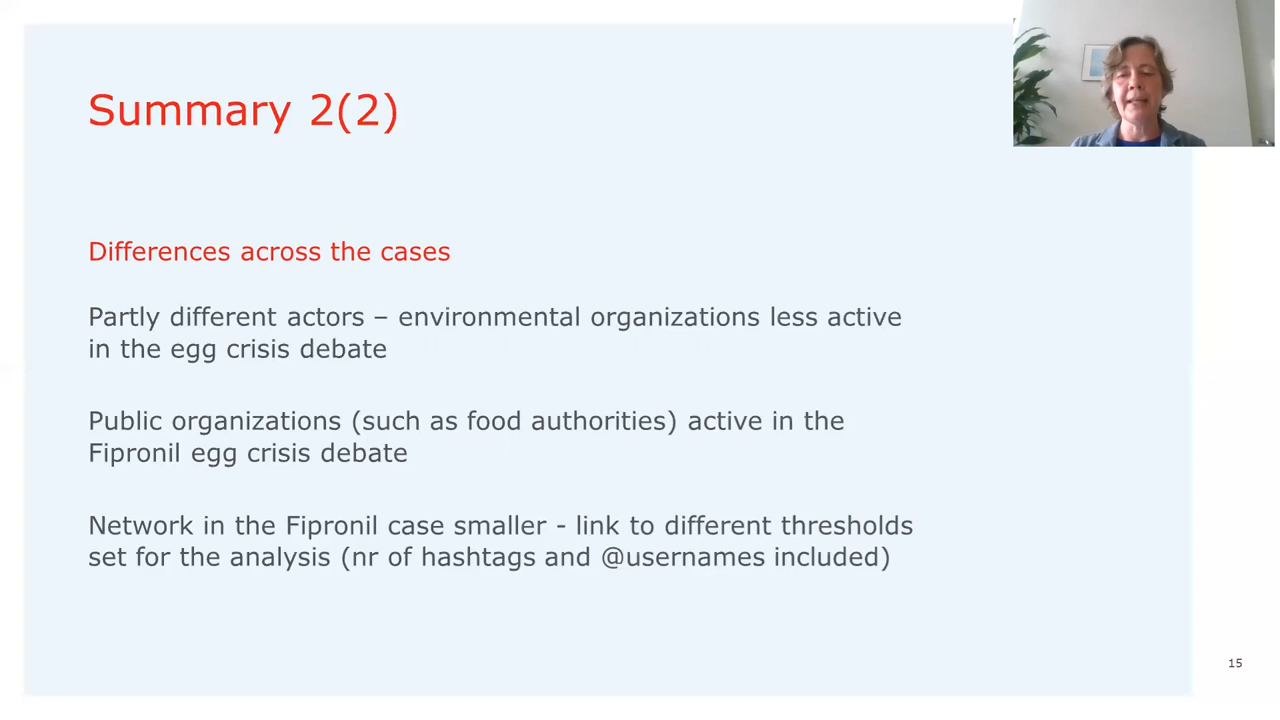 Summary 2(2)
Differences across the cases
Partly different actors – environmental organizations less active
in the egg crisis debate
Public organizations (such as food authorities) active in the
Fipronil egg crisis debate
Network in the Fipronil case smaller - link to different thresholds
set for the analysis (nr of hashtags and @usernames included)
15